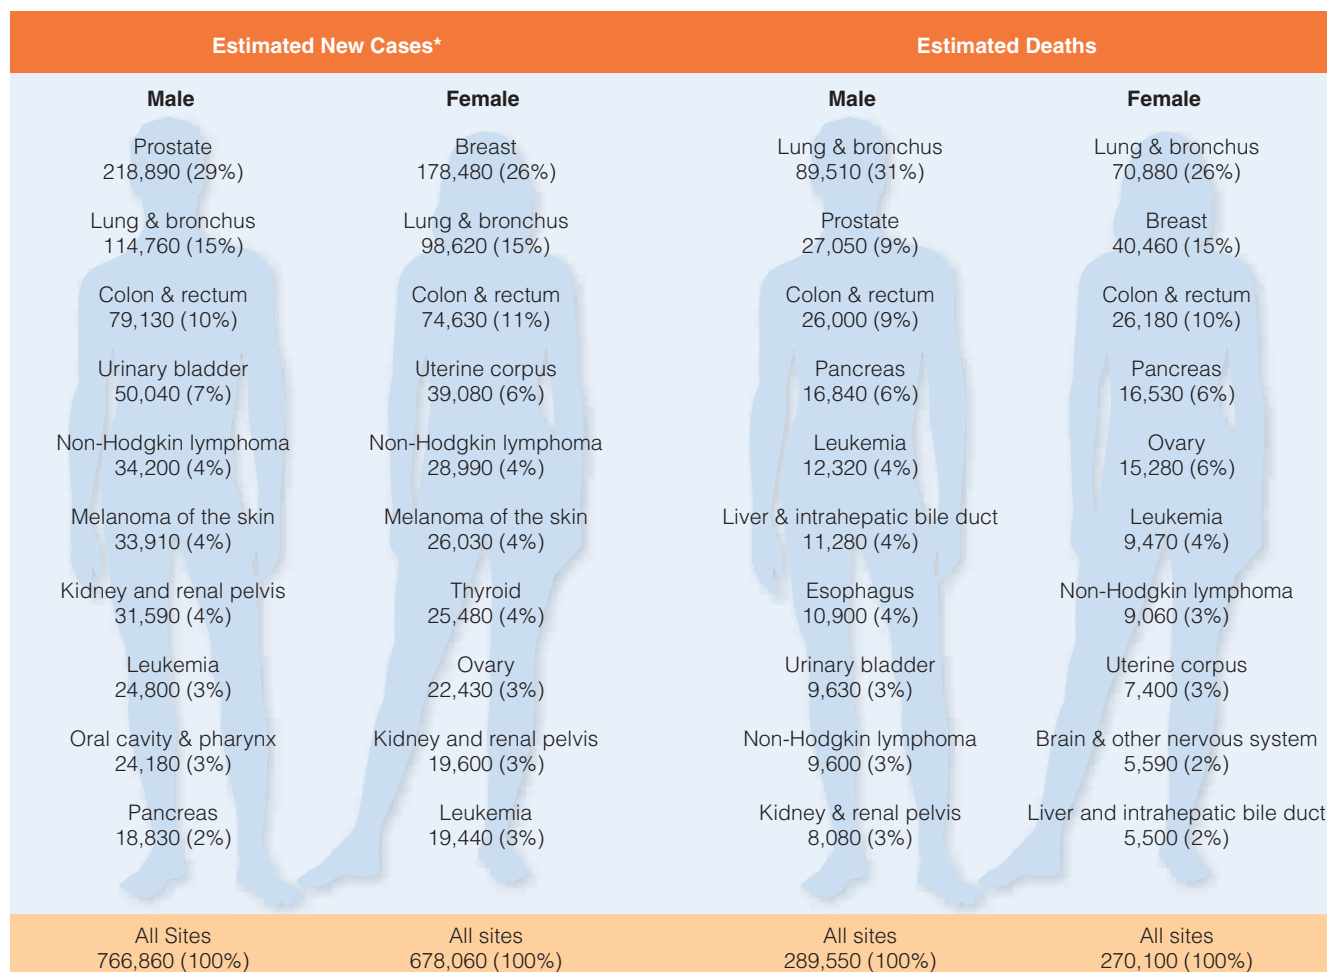 Estimated New Cases*
Estimated Deaths
Male
Female
Male
Female
Prostate
218,890 (29%)
Breast
178,480 (26%)
Lung & bronchus
89,510 (31%)
Lung & bronchus
70,880 (26%)
Lung & bronchus
114,760 (15%)
Lung & bronchus
98,620 (15%)
Prostate
27,050 (9%)
Breast
40,460 (15%)
Colon & rectum
79,130 (10%)
Colon & rectum
74,630 (11%)
Colon & rectum
26,000 (9%)
Colon & rectum
26,180 (10%)
Urinary bladder
50,040 (7%)
Uterine corpus
39,080 (6%)
Pancreas
16,840 (6%)
Pancreas
16,530 (6%)
Non-Hodgkin lymphoma
34,200 (4%)
Non-Hodgkin lymphoma
28,990 (4%)
Leukemia
12,320 (4%)
Ovary
15,280 (6%)
Melanoma of the skin
33,910 (4%)
Melanoma of the skin
26,030 (4%)
Liver & intrahepatic bile duct
11,280 (4%)
Leukemia
9,470 (4%)
Kidney and renal pelvis
31,590 (4%)
Thyroid
25,480 (4%)
Esophagus
10,900 (4%)
Non-Hodgkin lymphoma
9,060 (3%)
Leukemia
24,800 (3%)
Ovary
22,430 (3%)
Urinary bladder
9,630 (3%)
Uterine corpus
7,400 (3%)
Oral cavity & pharynx
24,180 (3%)
Kidney and renal pelvis
19,600 (3%)
Non-Hodgkin lymphoma
9,600 (3%)
Brain & other nervous system
5,590 (2%)
Pancreas
18,830 (2%)
Leukemia
19,440 (3%)
Kidney & renal pelvis
8,080 (3%)
Liver and intrahepatic bile duct
5,500 (2%)
All Sites
766,860 (100%)
All sites
678,060 (100%)
All sites
289,550 (100%)
All sites
270,100 (100%)